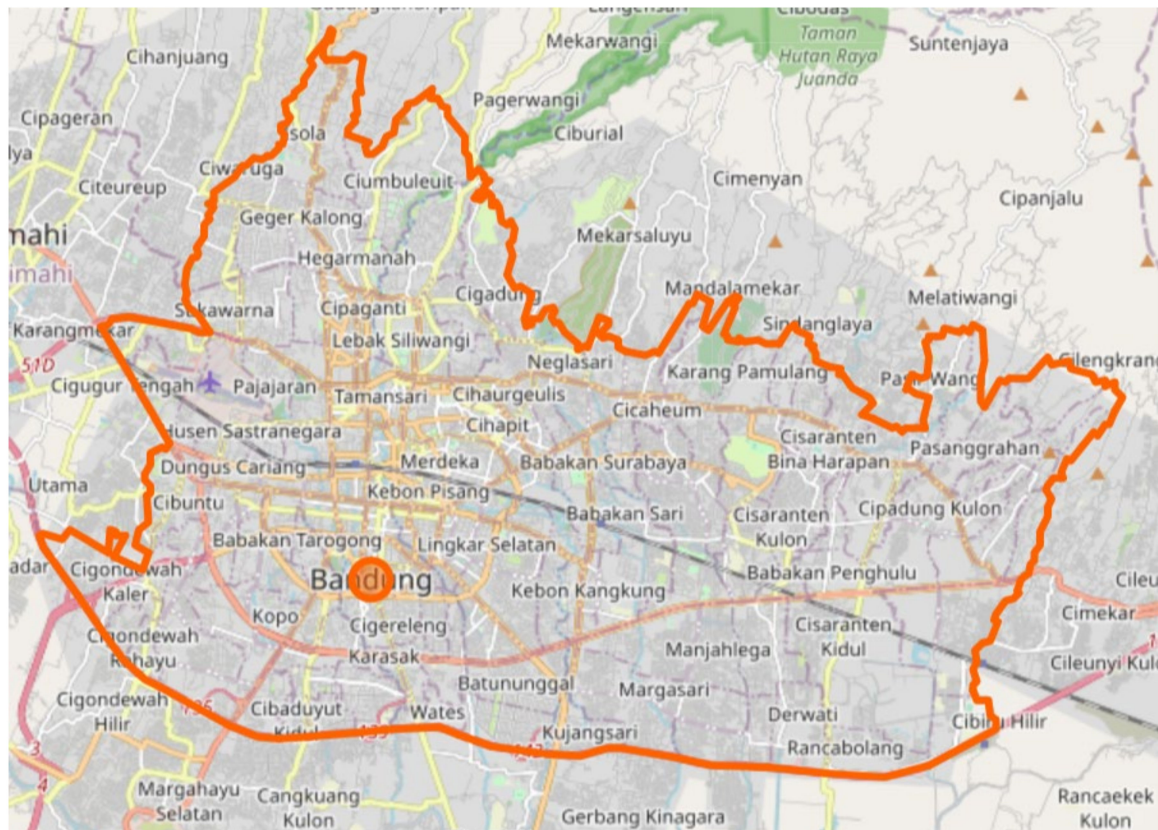 Langensari
Cibodas
Cihanjuang
Mekarwangi
Taman
Hutan Raya
Juanda
Suntenjaya
Pagerwangi
Cipageran
Ciburial
Ciumbuleuit
Cimenyan
Citeureup
Cipanjalu
Geger Kalong
Mekarsaluyu
Hegarmanah
Cigadung
Mandalamekar
Melatiwangi
Sukawarna
Cipaganti
Karangmekar
Sindanglaya
Lebak Siliwangi
Neglasari
51D
Cigugur Tengah
Pajajaran
Karang Pamulang
Tamansari
Cihaurgeulis
Cicaheum
Cihapit
Husen Sastranegara
Cisaranten
Bina Harapan
Pasanggrahan
Merdeka
Babakan Surabaya
Dungus Cariang
Utama
Kebon Pisang
Cibuntu
Babakan Sari
Cisaranten
Kulon
Cipadung Kulon
Babakan Tarogong
Lingkar Selatan
Cigondewah
Kaler
Bandung
Babakan Penghulu
Kebon Kangkung
Kopo
Cigereleng
Cisaranten
Kidul
Cimekar
Cigondewah
Rahayu
Karasak
Manjahlega
Batununggal
Margasari
Cigondewah
Hilir
Cibaduyut
Kidul
Wates
Derwati
Cibiru Hilir
Kujangsari
Rancabolang
3
4
Margahayu
Selatan
Cangkuang
Kulon
Gerbang Kinagara
Rancaekek
Kulon